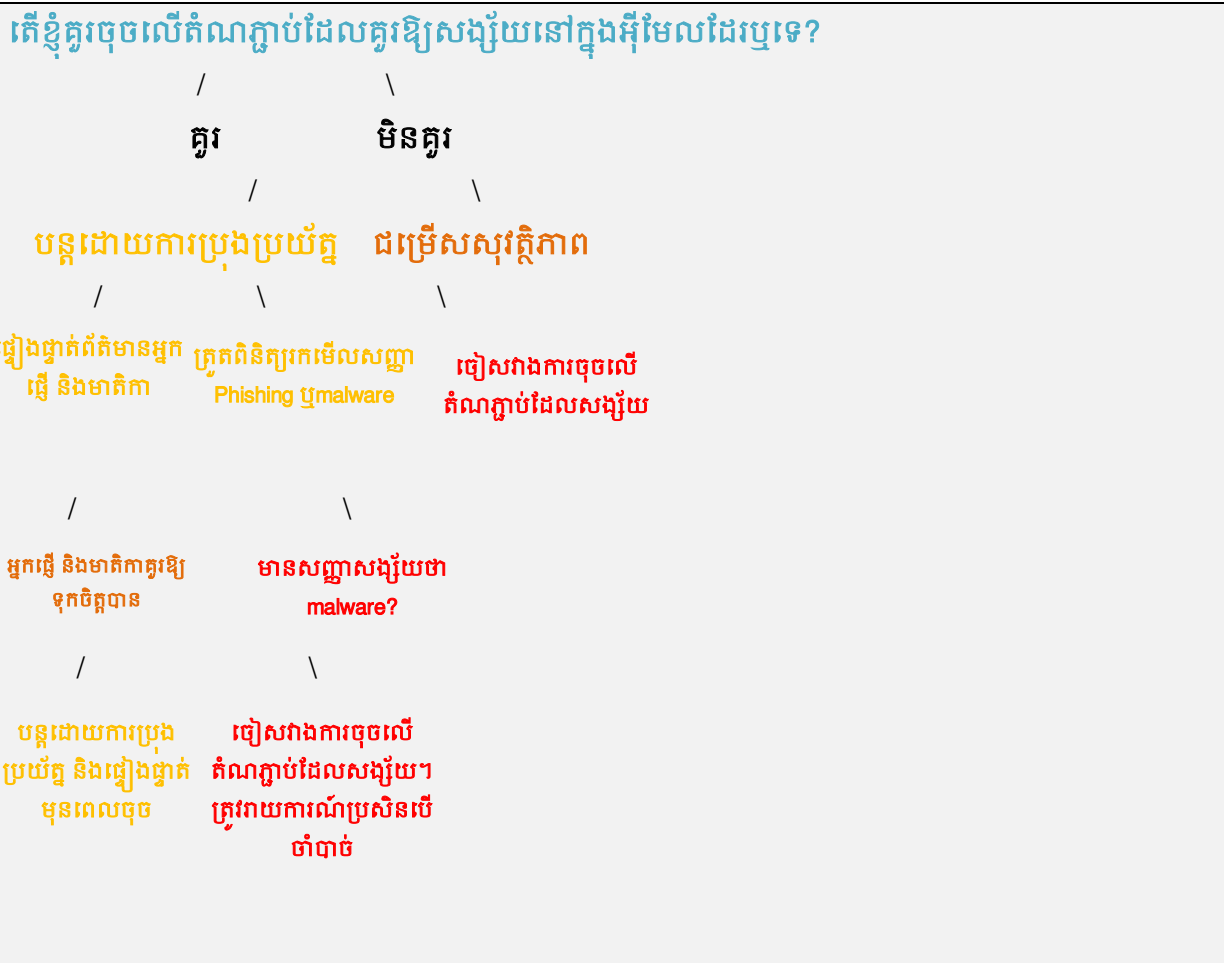 តើខ្ញុំគួរចុចលើតំណភ្ជាប់ដែលគួរឱ្យសង្ស័យនៅក្នុងអ៊ីមែលដែរឬទេ?
/ \
គួរ មិនគួរ
/ \
បន្តដោយការប្រុងប្រយ័ត្ន ជម្រើសសុវត្ថិភាព
/ \ \
ផ្ទៀងផ្ទាត់ព័ត៌មានអ្នក
ផ្ញើ និងមាតិកា
ត្រួតពិនិត្យរកមើលសញ្ញា
Phishing ឬmalware
ចៀសវាងការចុចលើ
តំណភ្ជាប់ដែលសង្ស័យ
/ \
អ្នកផ្ញើ និងមាតិកាគួរឱ្យ
ទុកចិត្តបាន
មានសញ្ញាសង្ស័យថា
malware?
/ \
បន្តដោយការប្រុង
ប្រយ័ត្ន និងផ្ទៀងផ្ទាត់
មុនពេលចុច
ចៀសវាងការចុចលើ
តំណភ្ជាប់ដែលសង្ស័យ។
ត្រូវរាយការណ៍ប្រសិនបើ
ចាំបាច់